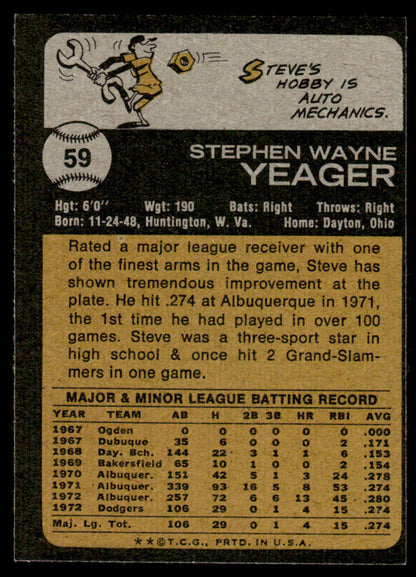 STEVE'S
HOBBY IS
AUTO
MECHANICS.
59
STEPHEN WAYNE
YEAGER
Hgt: 6'0" Wgt: 190 Bats: Right Throws: Right
Born: 11-24-48, Huntington, W. Va. Home: Dayton, Ohio
Rated a major league receiver with one
of the finest arms in the game, Steve has
shown tremendous improvement at the
plate. He hit .274 at Albuquerque in 1971,
the 1st time he had played in over 100
games. Steve was a three-sport star in
high school & once hit 2 Grand-Slam-
mers in one game.
MAJOR & MINOR LEAGUE BATTING RECORD
YEAR TEAM AB H 2B 3B HR RBI AVG
1967 Ogden 0 0 0 0 0 0 .000
1967 Dubuque 35 6 0 0 0 2 .171
1968 Day. Bch. 144 22 3 1 1 6 .153
1969 Bakersfield 65 10 1 0 0 2 .154
1970 Albuquer. 151 42 5 1 3 24 .278
1971 Albuquer. 339 93 16 5 8 53 .274
1972 Albuquer. 257 72 6 6 13 45 .280
1972 Dodgers 106 29 0 1 4 15 .274
Maj. Lg. Tot. 106 29 0 1 4 15 .274
★★©T.C.G., PRTD. IN U.S.A.